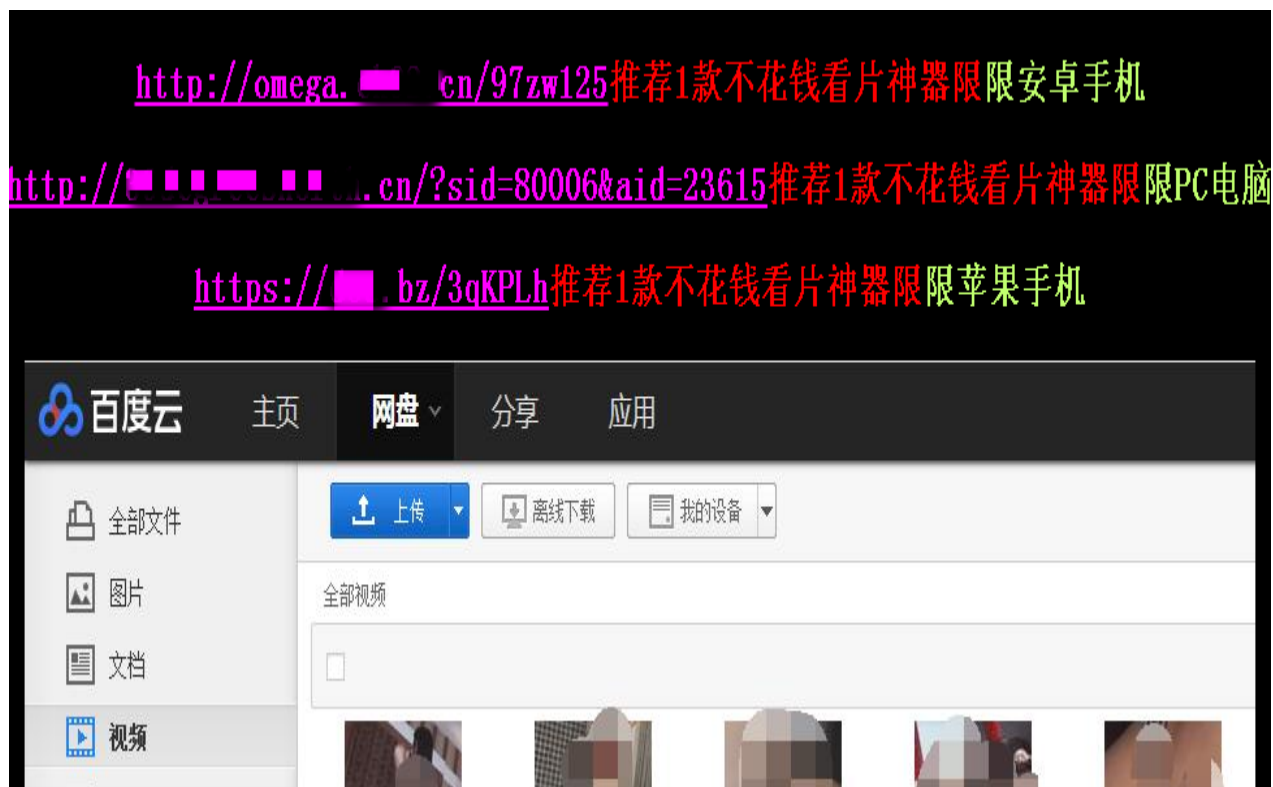 http://omega. cn/97zw125推荐1款不花钱看片神器限限安卓手机
http:// .cn/?sid=80006&aid=23615推荐1款不花钱看片神器限限PC电脑
https:// .bz/3qKPLh推荐1款不花钱看片神器限限苹果手机
百度云 主页 网盘 分享 应用
上传 离线下载 我的设备
全部文件
图片
全部视频
文档
视频